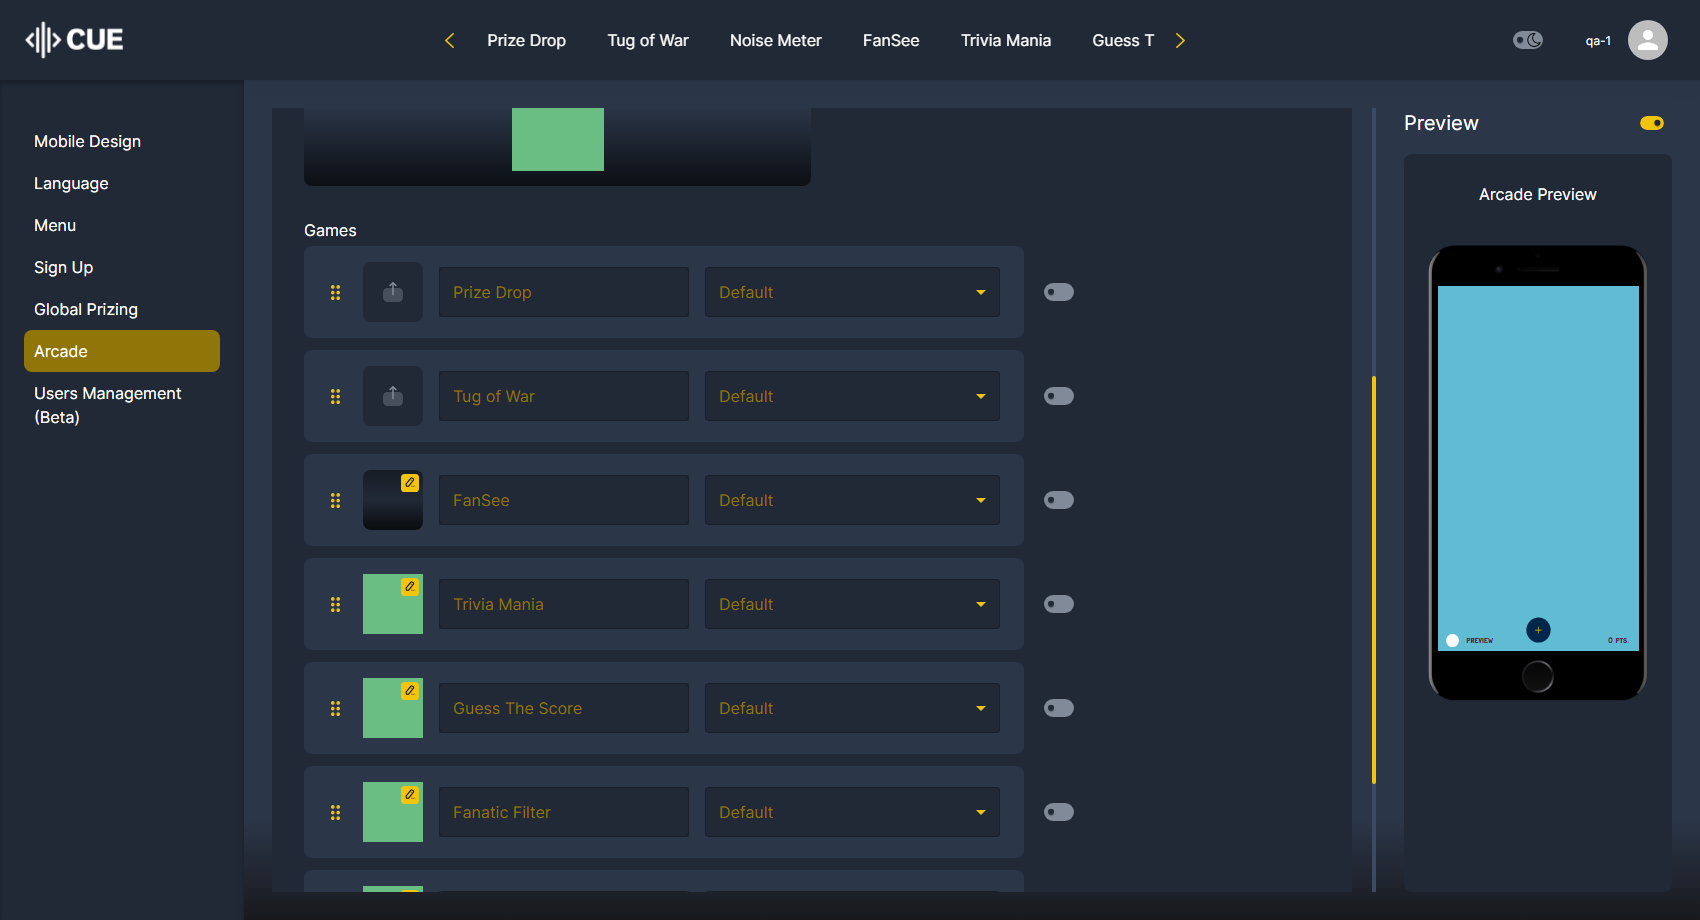 CUE
Prize Drop
Tug of War
Noise Meter
FanSee
Trivia Mania
Guess T
qa-1
Mobile Design
Language
Menu
Sign Up
Global Prizing
Arcade
Users Management
(Beta)
Games
Prize Drop
Default
Tug of War
Default
FanSee
Default
Trivia Mania
Default
Guess The Score
Default
Fanatic Filter
Default
Preview
Arcade Preview
PREVIEW
+
0 PTS.